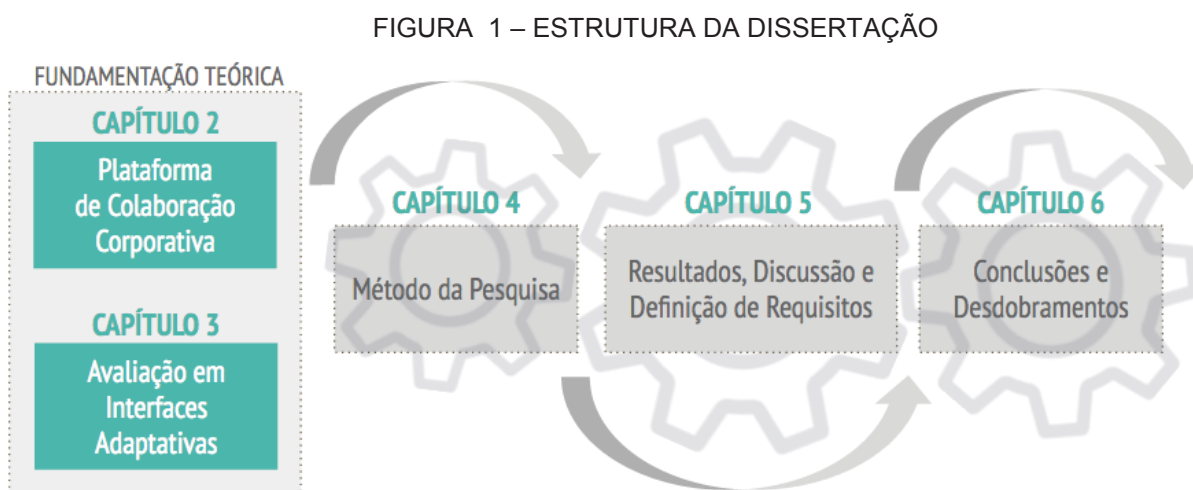 FIGURA 1 – ESTRUTURA DA DISSERTAÇÃO
FUNDAMENTAÇÃO TEÓRICA
CAPÍTULO 2
Plataforma
de Colaboração
Corporativa
CAPÍTULO 3
Avaliação em
Interfaces
Adaptativas
CAPÍTULO 4
Método da Pesquisa
CAPÍTULO 5
Resultados, Discussão e
Definição de Requisitos
CAPÍTULO 6
Conclusões e
Desdobramentos